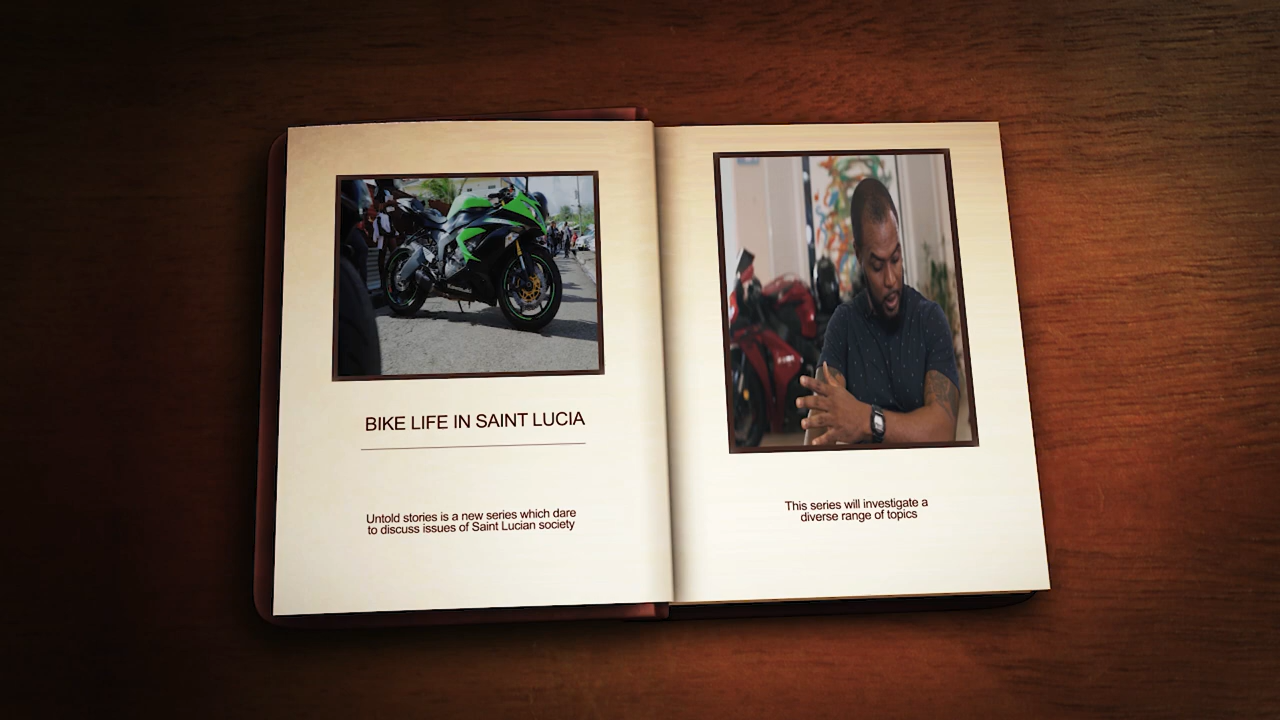 BIKE LIFE IN SAINT LUCIA
Untold stories is a new series which dare
to discuss issues of Saint Lucian society
This series will investigate a
diverse range of topics